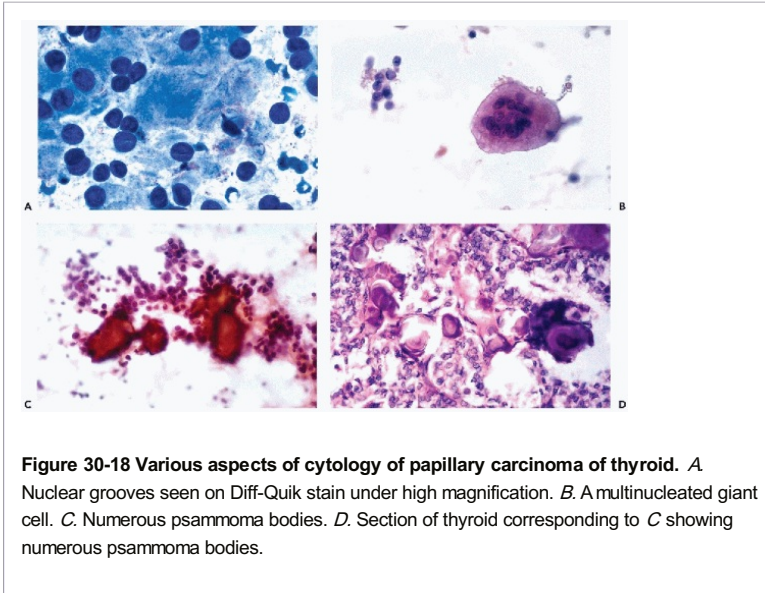 A
B
C
D
Figure 30-18 Various aspects of cytology of papillary carcinoma of thyroid. A.
Nuclear grooves seen on Diff-Quik stain under high magnification. B. A multinucleated giant
cell. C. Numerous psammoma bodies. D. Section of thyroid corresponding to C showing
numerous psammoma bodies.